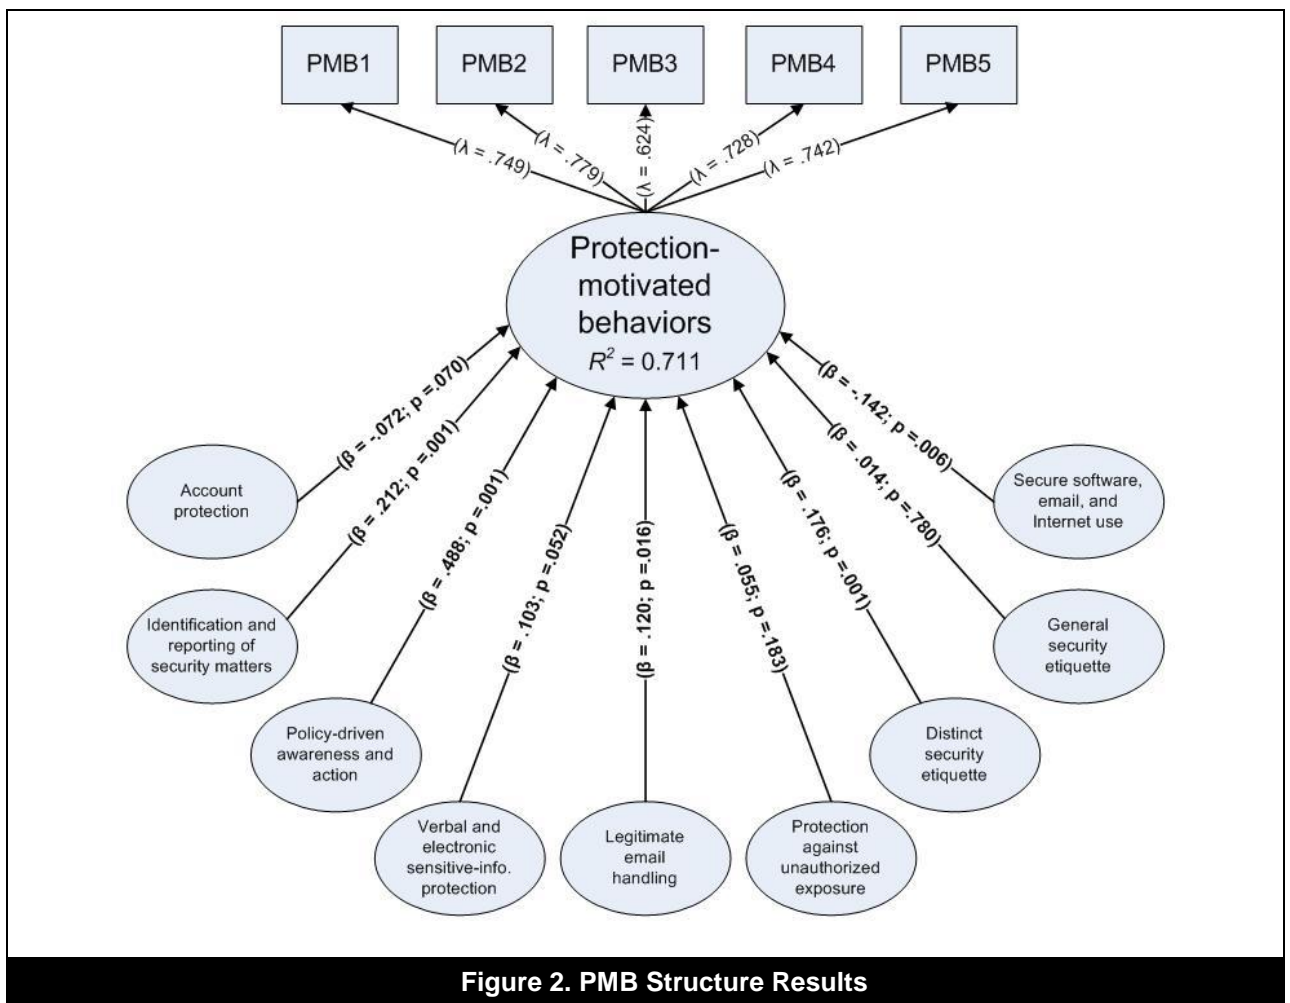 PMB1
PMB2
PMB3
PMB4
PMB5
(λ = .749)
(λ = .779)
(λ = .624)
(λ = .728)
(λ = .742)
Protection-
motivated
behaviors
R² = 0.711
(β = -.072; p =.070)
(β = .212; p =.001)
(β = .488; p =.001)
(β = .103; p =.052)
(β = .120; p =.016)
(β = .055; p =.183)
(β = .176; p =.001)
(β = .014; p =.780)
(β = -.142; p =.006)
Account
protection
Identification and
reporting of
security matters
Policy-driven
awareness and
action
Verbal and
electronic
sensitive-info.
protection
Legitimate
email
handling
Protection
against
unauthorized
exposure
Distinct
security
etiquette
General
security
etiquette
Secure software,
email, and
Internet use
Figure 2. PMB Structure Results